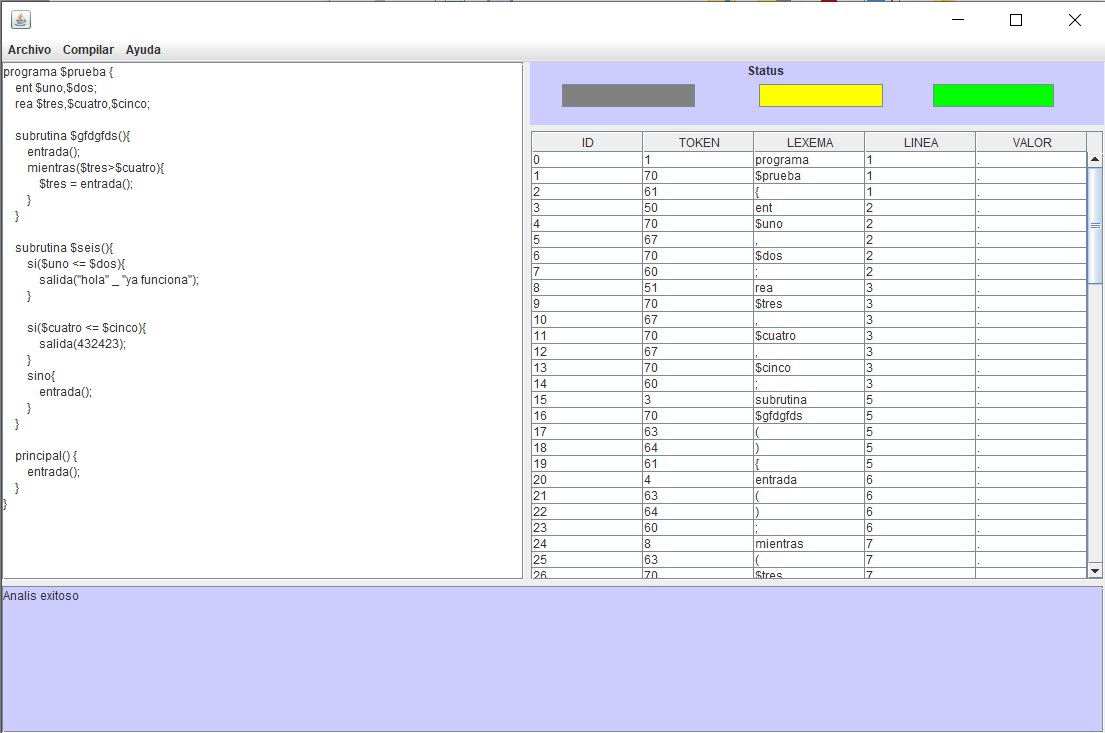 Archivo Compilar Ayuda
programa $prueba {
ent $uno,$dos;
rea $tres,$cuatro,$cinco;
subrutina $gfdgfds(){
entrada();
mientras($tres>$cuatro){
$tres = entrada();
}
}
subrutina $seis(){
si($uno <= $dos){
salida("hola" _ "ya funciona");
}
si($cuatro <= $cinco){
salida(432423);
}
sino{
entrada();
}
}
principal() {
entrada();
}
}
Status
ID TOKEN LEXEMA LINEA VALOR
0 1 programa 1 .
1 70 $prueba 1 .
2 61 { 1 .
3 50 ent 2 .
4 70 $uno 2 .
5 67 , 2 .
6 70 $dos 2 .
7 60 ; 2 .
8 51 rea 3 .
9 70 $tres 3 .
10 67 , 3 .
11 70 $cuatro 3 .
12 67 , 3 .
13 70 $cinco 3 .
14 60 ; 3 .
15 3 subrutina 5 .
16 70 $gfdgfds 5 .
17 63 ( 5 .
18 64 ) 5 .
19 61 { 5 .
20 4 entrada 6 .
21 63 ( 6 .
22 64 ) 6 .
23 60 ; 6 .
24 8 mientras 7 .
25 63 ( 7 .
26 70 $tres 7
Analis exitoso